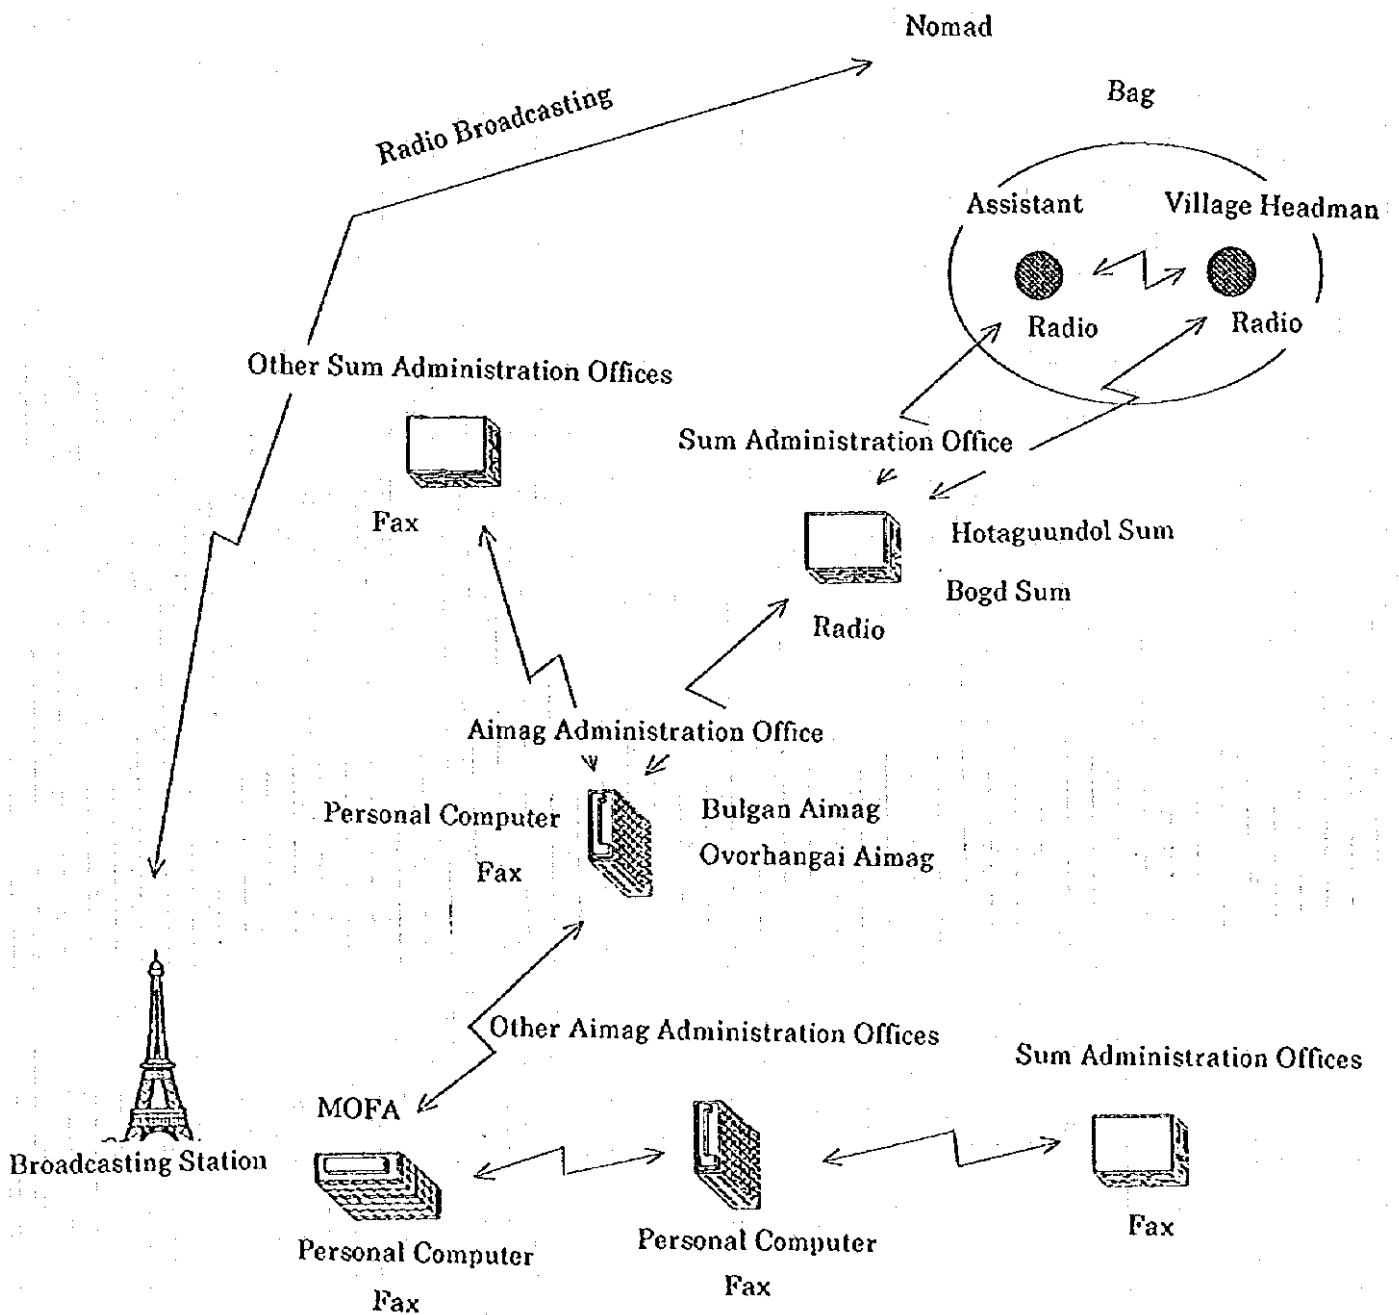 Nomad
Radio Broadcasting
Bag
Assistant
Village Headman
Radio
Radio
Other Sum Administration Offices
Fax
Sum Administration Office
Hotaguundol Sum
Bogd Sum
Radio
Aimag Administration Office
Personal Computer
Fax
Bulgan Aimag
Ovorhangai Aimag
Other Aimag Administration Offices
Sum Administration Offices
MOFA
Broadcasting Station
Personal Computer
Fax
Personal Computer
Fax
Fax